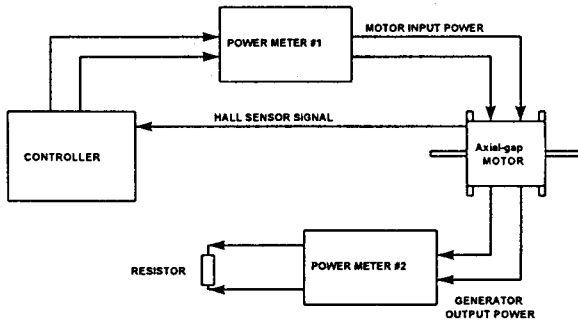 POWER METER #1
MOTOR INPUT POWER
HALL SENSOR SIGNAL
CONTROLLER
Axial-gap
MOTOR
RESISTOR
POWER METER #2
GENERATOR
OUTPUT POWER